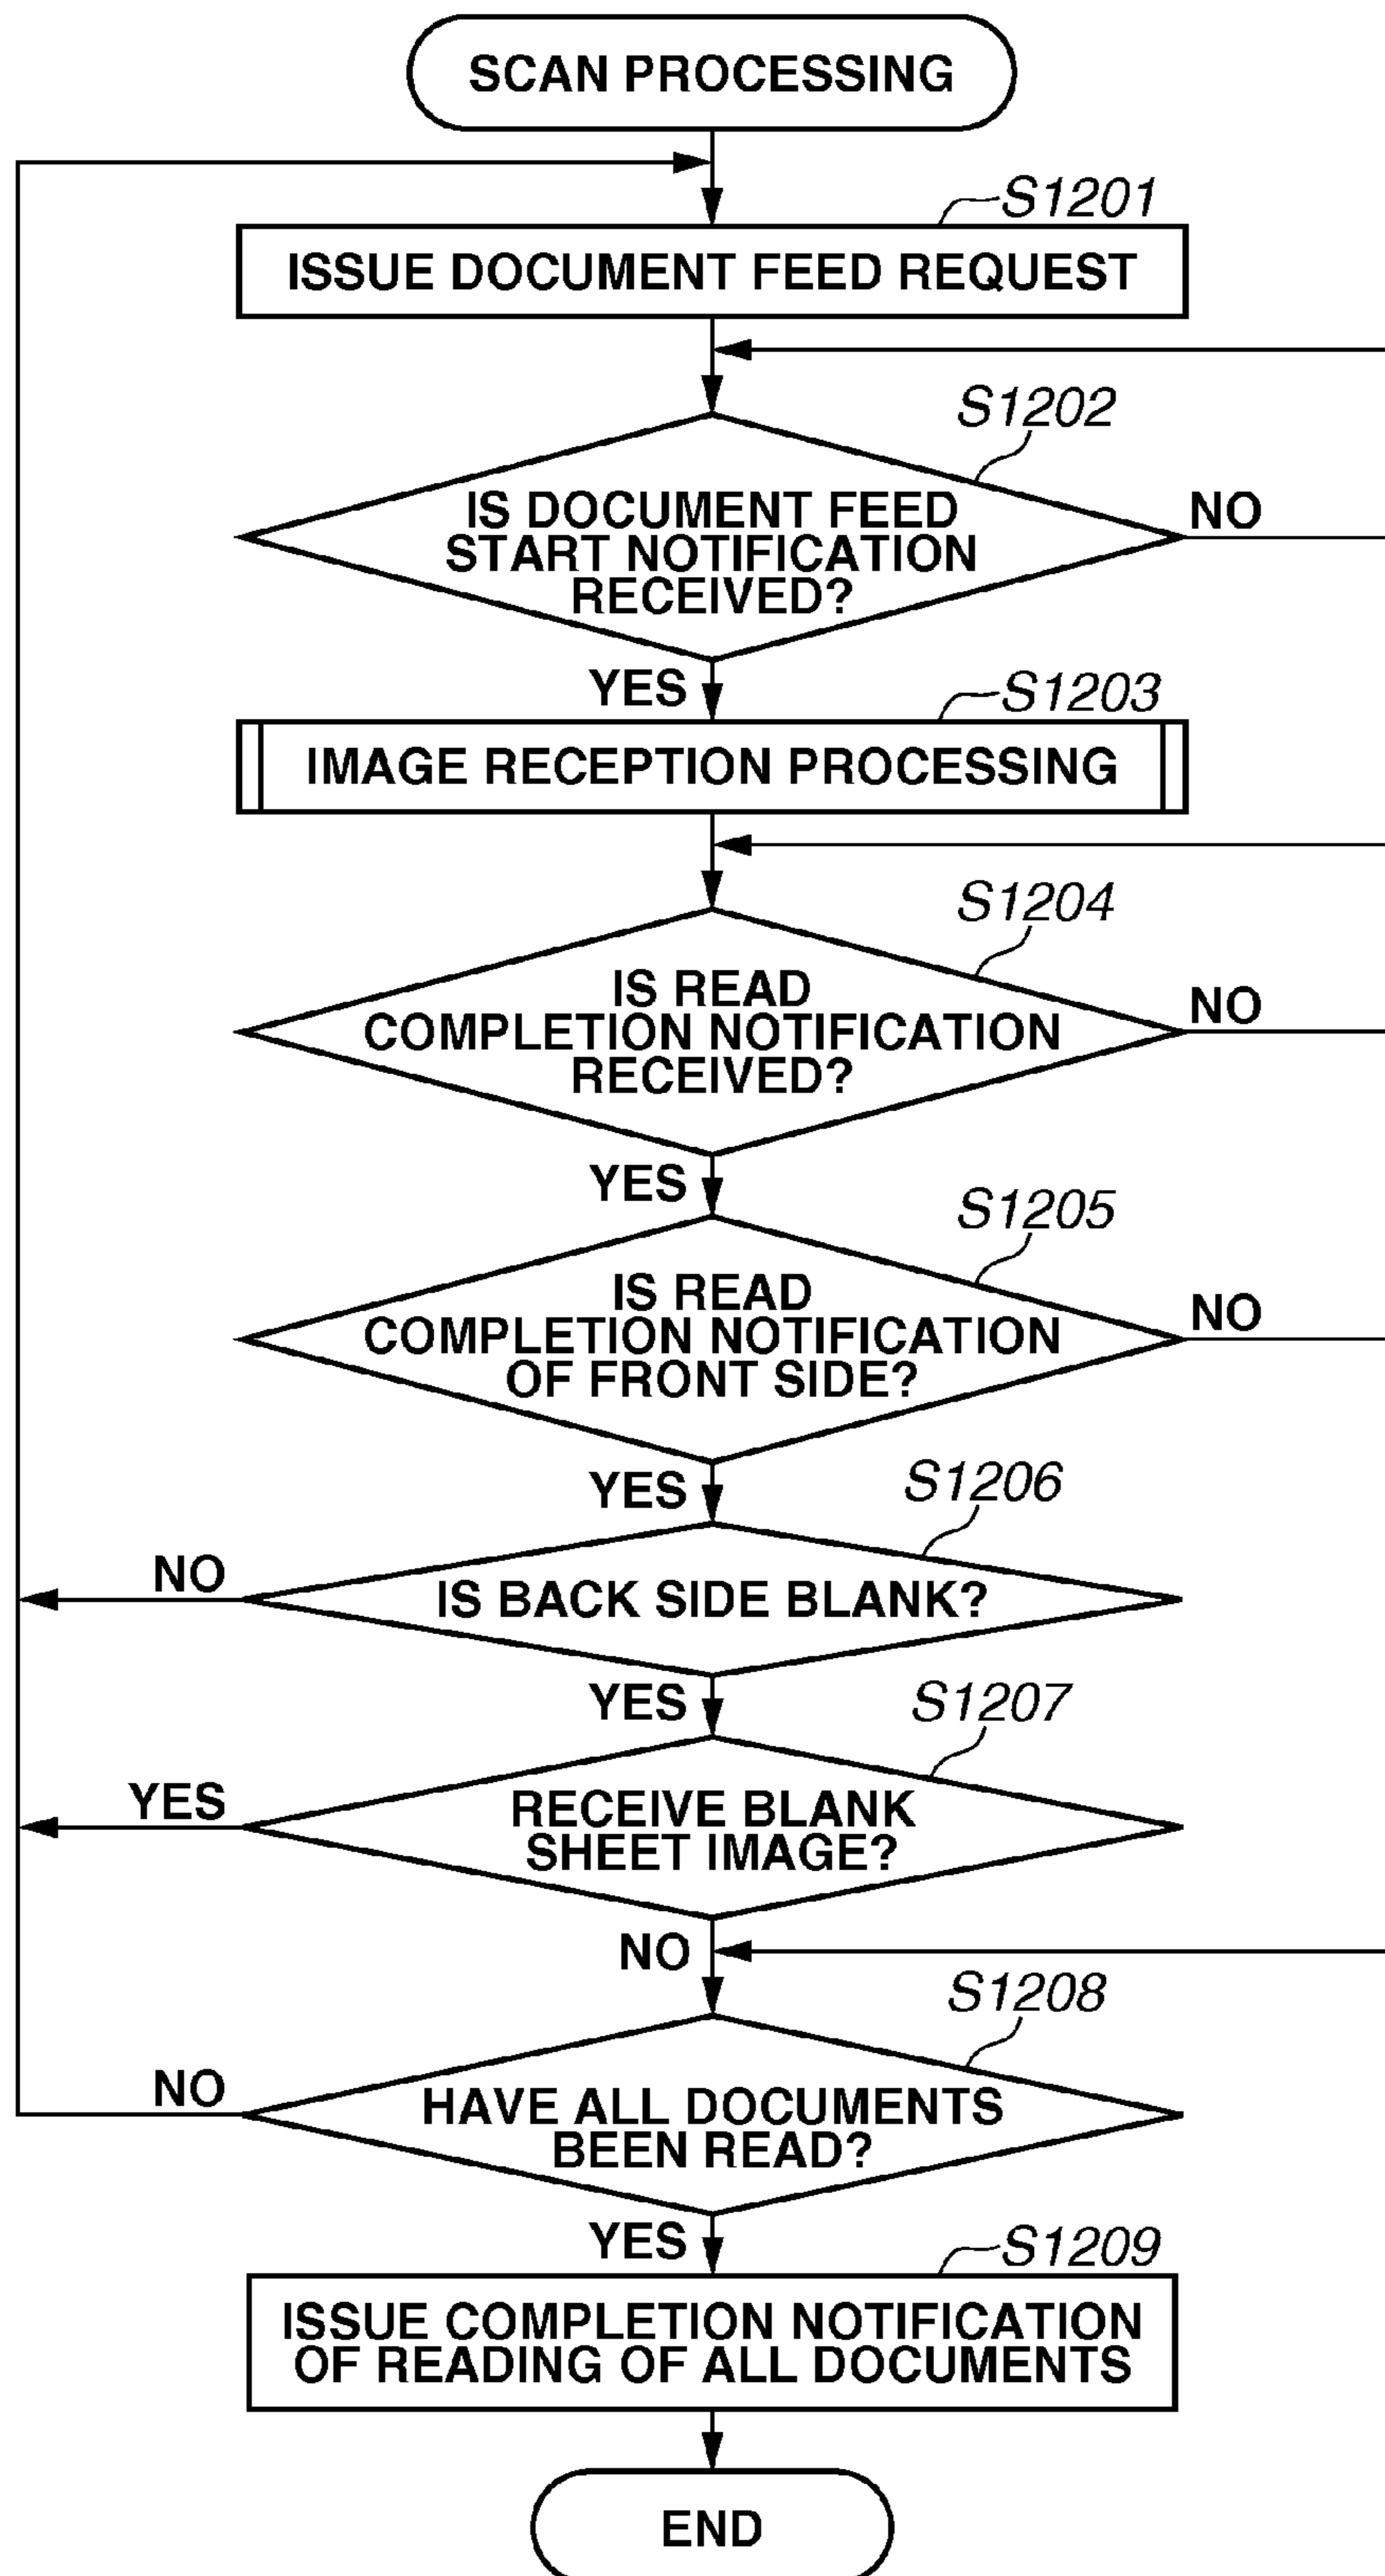 SCAN PROCESSING
S1201
ISSUE DOCUMENT FEED REQUEST
S1202
IS DOCUMENT FEED
START NOTIFICATION
RECEIVED?
NO
YES
S1203
IMAGE RECEPTION PROCESSING
S1204
IS READ
COMPLETION NOTIFICATION
RECEIVED?
NO
YES
S1205
IS READ
COMPLETION NOTIFICATION
OF FRONT SIDE?
NO
YES
S1206
NO
IS BACK SIDE BLANK?
YES
S1207
YES
RECEIVE BLANK
SHEET IMAGE?
NO
S1208
NO
HAVE ALL DOCUMENTS
BEEN READ?
YES
S1209
ISSUE COMPLETION NOTIFICATION
OF READING OF ALL DOCUMENTS
END